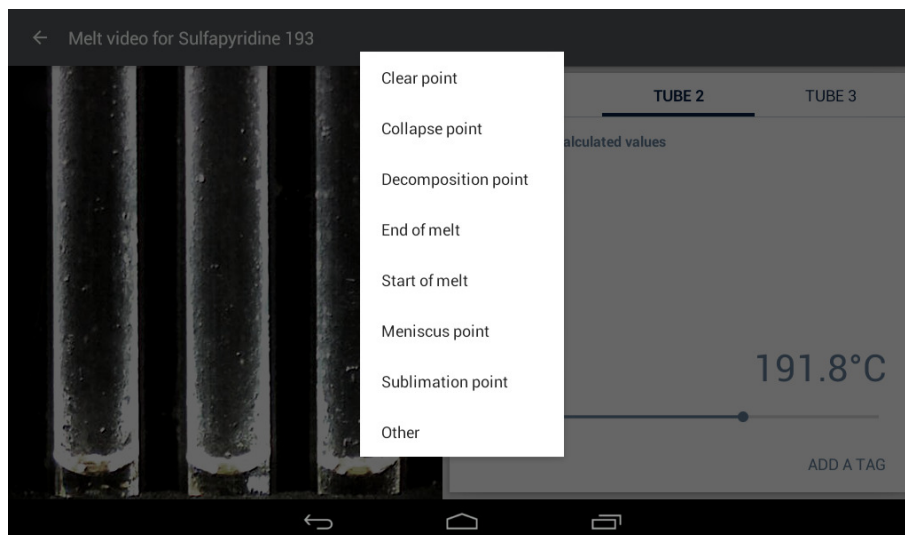 Melt video for Sulfapyridine 193
Clear point
Collapse point
Decomposition point
End of melt
Start of melt
Meniscus point
Sublimation point
Other
TUBE 2
TUBE 3
alculated values
191.8°C
ADD A TAG